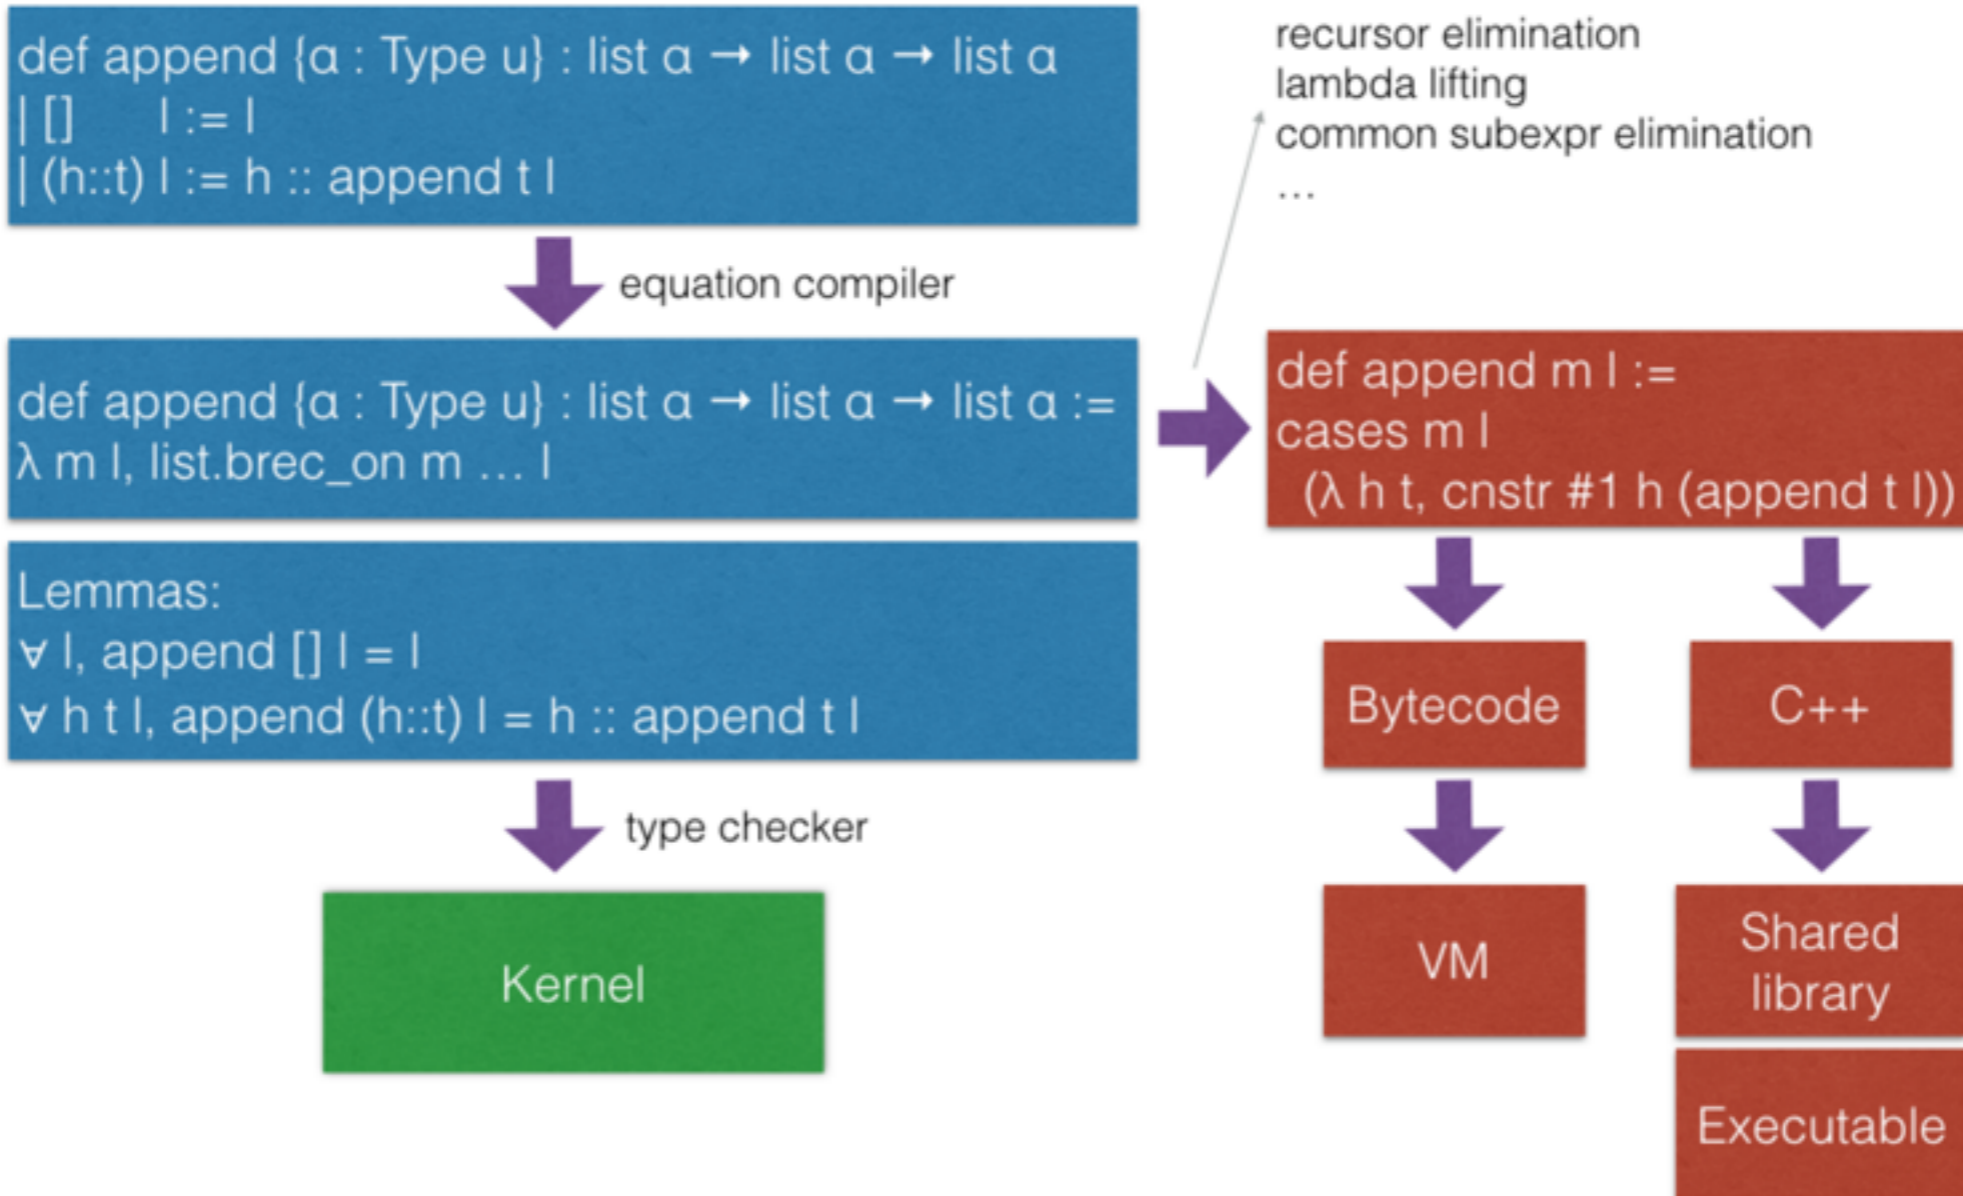 def append {α : Type u} : list α → list α → list α
| []      l := l
| (h::t) l := h :: append t l
equation compiler
def append {α : Type u} : list α → list α → list α :=
λ m l, list.brec_on m … l
Lemmas:
∀ l, append [] l = l
∀ h t l, append (h::t) l = h :: append t l
type checker
Kernel
recursor elimination
lambda lifting
common subexpr elimination
…
def append m l :=
cases m l
(λ h t, cnstr #1 h (append t l))
Bytecode
C++
VM
Shared
library
Executable